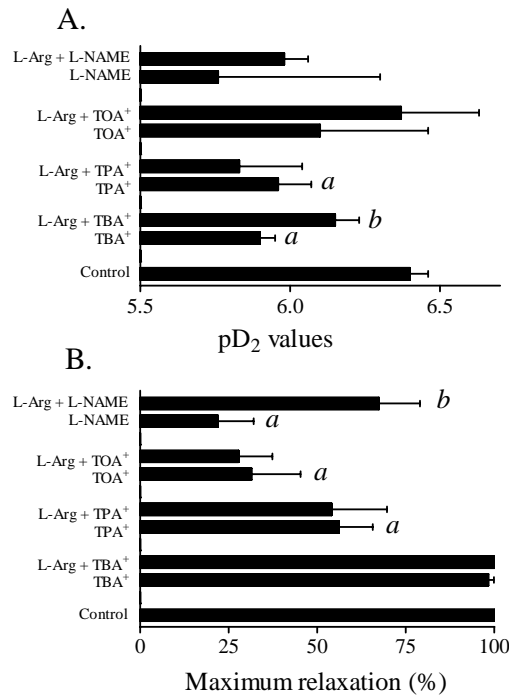 A.
L-Arg + L-NAME
L-NAME
L-Arg + TOA⁺
TOA⁺
L-Arg + TPA⁺
TPA⁺ a
L-Arg + TBA⁺ b
TBA⁺ a
Control
5.5 6.0 6.5
pD₂ values
B.
L-Arg + L-NAME b
L-NAME a
L-Arg + TOA⁺
TOA⁺ a
L-Arg + TPA⁺
TPA⁺ a
L-Arg + TBA⁺
TBA⁺
Control
0 25 50 75 100
Maximum relaxation (%)